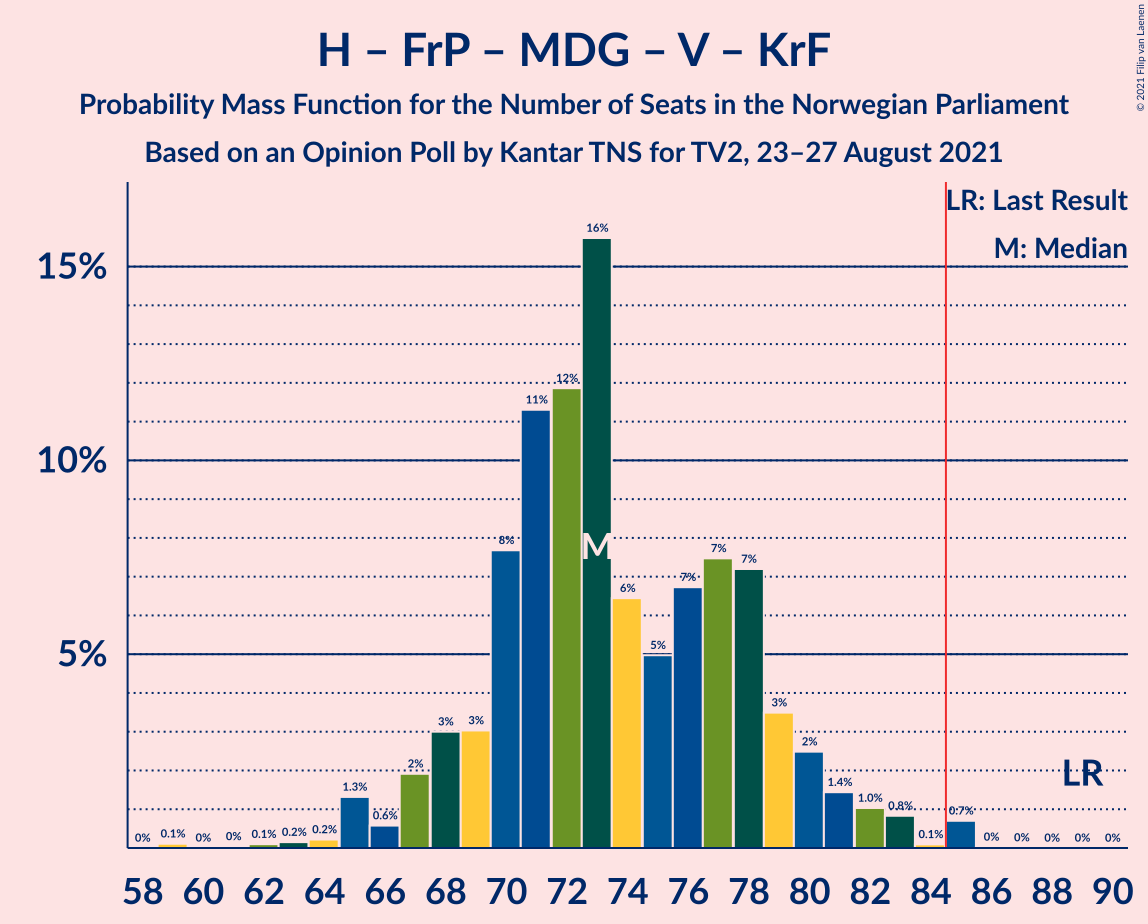 H – FrP – MDG – V – KrF
Probability Mass Function for the Number of Seats in the Norwegian Parliament
Based on an Opinion Poll by Kantar TNS for TV2, 23–27 August 2021
© 2021 Filip van Laenen
LR: Last Result
M: Median
15%
10%
5%
0% 0.1% 0% 0% 0.1% 0.2% 0.2% 1.3% 0.6% 2% 3% 3% 8% 11% 12% 16% 6% 5% 7% 7% 7% 3% 2% 1.4% 1.0% 0.8% 0.1% 0.7% 0% 0% 0% 0% 0%
M
LR
58 60 62 64 66 68 70 72 74 76 78 80 82 84 86 88 90